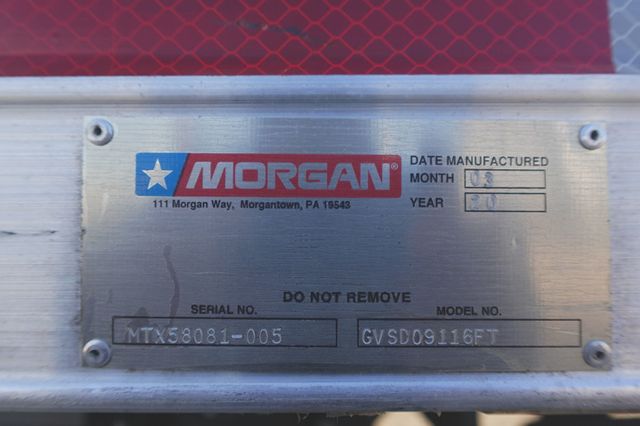 MORGAN®
111 Morgan Way, Morgantown, PA 19543
DATE MANUFACTURED
MONTH 03
YEAR 20
DO NOT REMOVE
SERIAL NO.
MTX58081-005
MODEL NO.
GVSD09116FT